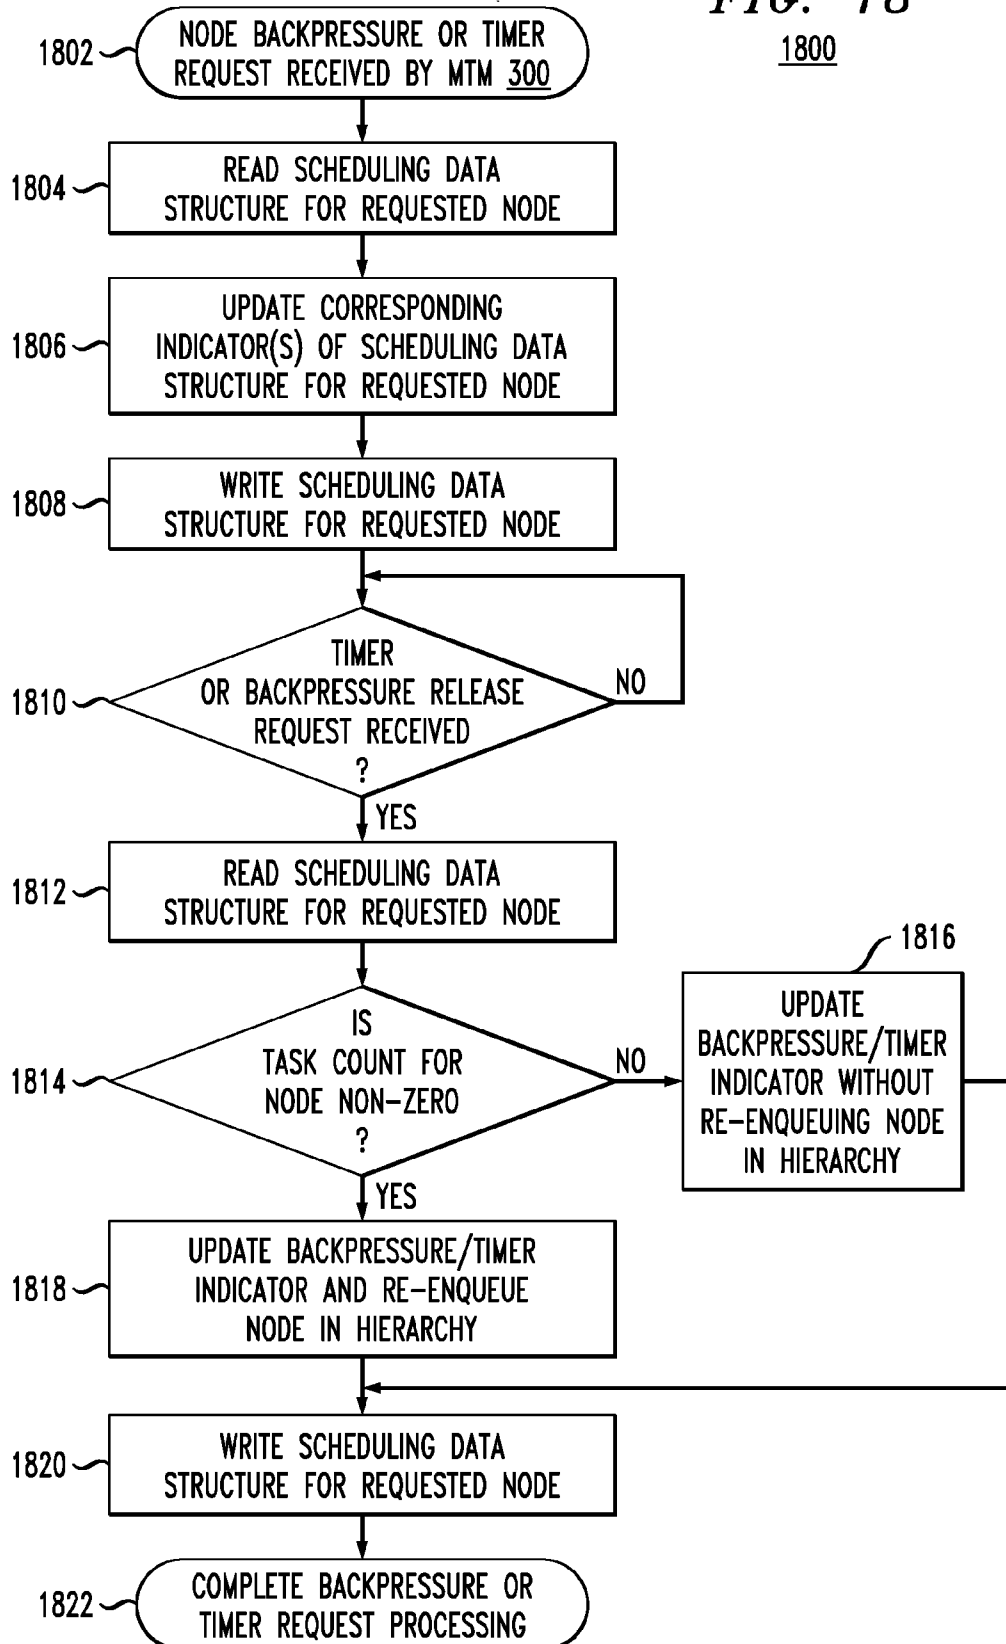 FIG. 18
1800
1802
NODE BACKPRESSURE OR TIMER
REQUEST RECEIVED BY MTM 300
1804
READ SCHEDULING DATA
STRUCTURE FOR REQUESTED NODE
1806
UPDATE CORRESPONDING
INDICATOR(S) OF SCHEDULING DATA
STRUCTURE FOR REQUESTED NODE
1808
WRITE SCHEDULING DATA
STRUCTURE FOR REQUESTED NODE
1810
TIMER
OR BACKPRESSURE RELEASE
REQUEST RECEIVED
?
NO
YES
1812
READ SCHEDULING DATA
STRUCTURE FOR REQUESTED NODE
1814
IS
TASK COUNT FOR
NODE NON-ZERO
?
NO
1816
UPDATE
BACKPRESSURE/TIMER
INDICATOR WITHOUT
RE-ENQUEUING NODE
IN HIERARCHY
YES
1818
UPDATE BACKPRESSURE/TIMER
INDICATOR AND RE-ENQUEUE
NODE IN HIERARCHY
1820
WRITE SCHEDULING DATA
STRUCTURE FOR REQUESTED NODE
1822
COMPLETE BACKPRESSURE OR
TIMER REQUEST PROCESSING